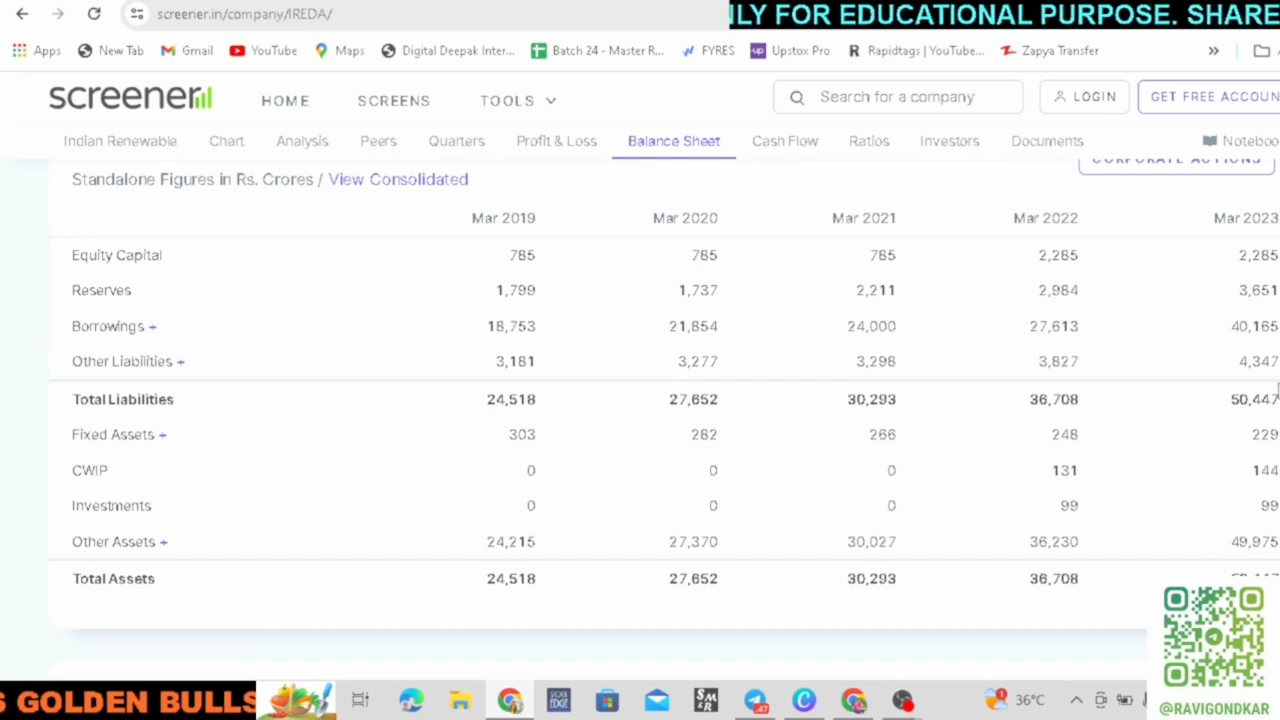 screener.in/company/IREDA/
ILY FOR EDUCATIONAL PURPOSE. SHARE
Apps New Tab Gmail YouTube Maps Digital Deepak Inter... Batch 24 - Master R... FYRES Upstox Pro Rapidtags | YouTube... Zapya Transfer »
screener HOME SCREENS TOOLS Search for a company LOGIN GET FREE ACCOUN
Indian Renewable Chart Analysis Peers Quarters Profit & Loss Balance Sheet Cash Flow Ratios Investors Documents Noteboo
CORPORATE ACTIONS
Standalone Figures in Rs. Crores / View Consolidated
Mar 2019 Mar 2020 Mar 2021 Mar 2022 Mar 2023
Equity Capital 785 785 785 2,285 2,285
Reserves 1,799 1,737 2,211 2,984 3,651
Borrowings + 18,753 21,854 24,000 27,613 40,165
Other Liabilities + 3,181 3,277 3,298 3,827 4,347
Total Liabilities 24,518 27,652 30,293 36,708 50,447
Fixed Assets + 303 282 266 248 229
CWIP 0 0 0 131 144
Investments 0 0 0 99 99
Other Assets + 24,215 27,370 30,027 36,230 49,975
Total Assets 24,518 27,652 30,293 36,708
S GOLDEN BULLS
36°C
@RAVIGONDKAR